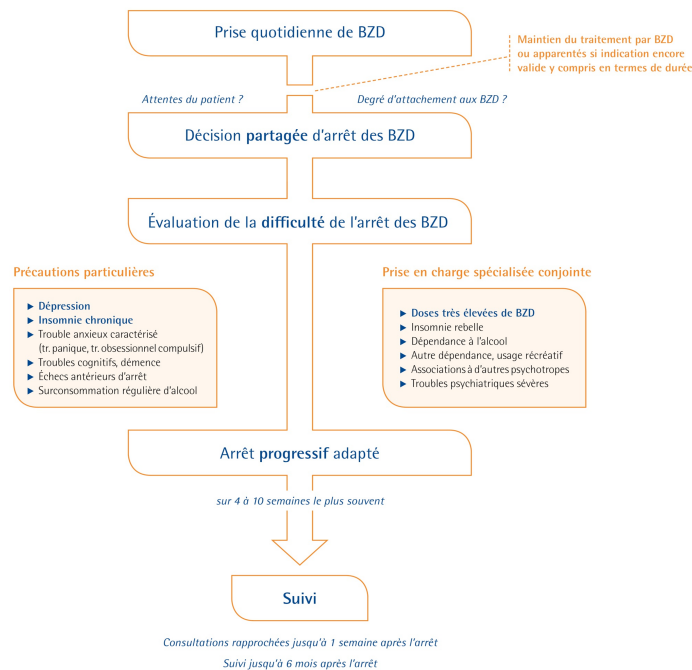 Prise quotidienne de BZD
Maintien du traitement par BZD
ou apparentés si indication encore
valide y compris en termes de durée
Attentes du patient ?
Degré d'attachement aux BZD ?
Décision partagée d'arrêt des BZD
Évaluation de la difficulté de l'arrêt des BZD
Précautions particulières
► Dépression
► Insomnie chronique
► Trouble anxieux caractérisé
(tr. panique, tr. obsessionnel compulsif)
► Troubles cognitifs, démence
► Échecs antérieurs d'arrêt
► Surconsommation régulière d'alcool
Prise en charge spécialisée conjointe
► Doses très élevées de BZD
► Insomnie rebelle
► Dépendance à l'alcool
► Autre dépendance, usage récréatif
► Associations à d'autres psychotropes
► Troubles psychiatriques sévères
Arrêt progressif adapté
sur 4 à 10 semaines le plus souvent
Suivi
Consultations rapprochées jusqu'à 1 semaine après l'arrêt
Suivi jusqu'à 6 mois après l'arrêt